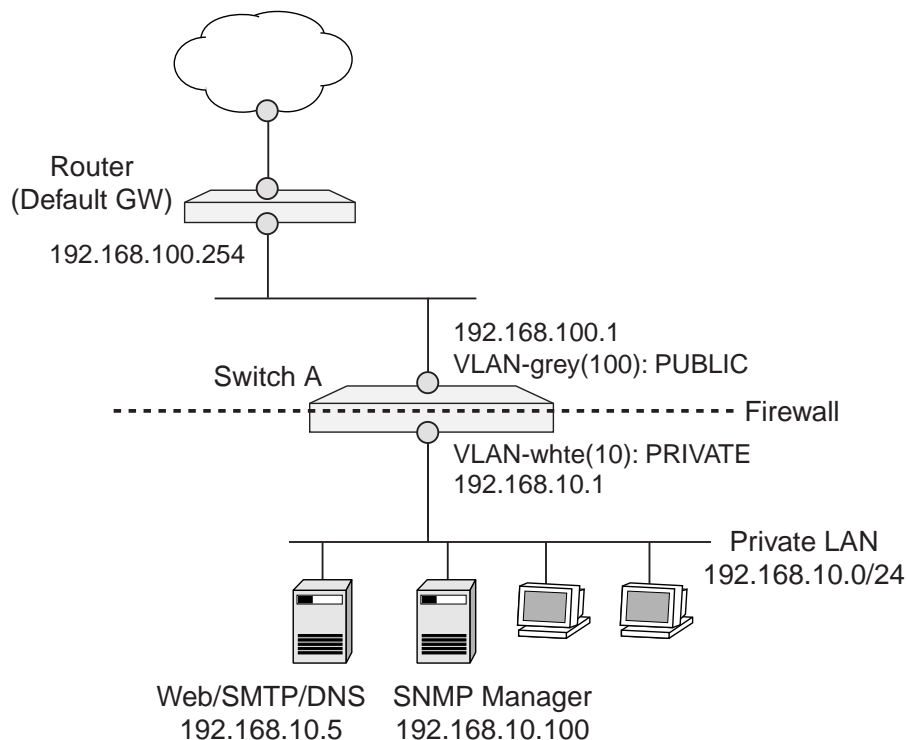 Router
(Default GW)
192.168.100.254
192.168.100.1
VLAN-grey(100): PUBLIC
Switch A
Firewall
VLAN-whte(10): PRIVATE
192.168.10.1
Private LAN
192.168.10.0/24
Web/SMTP/DNS
192.168.10.5
SNMP Manager
192.168.10.100